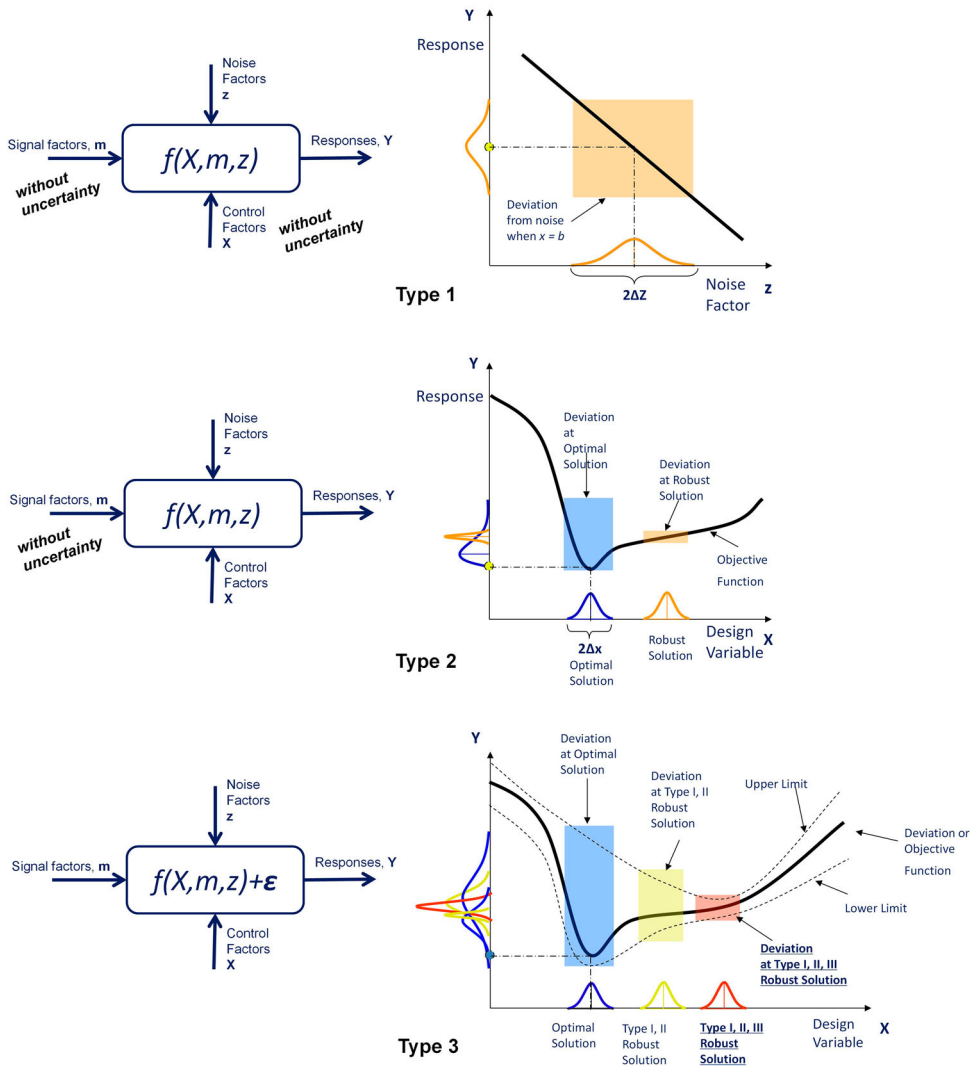 Noise
Factors
z
Signal factors, m
f(X,m,z)
Responses, Y
without
uncertainty
Control
Factors
X
without
uncertainty
Type 1
Y
Response
Deviation
from noise
when x = b
2ΔZ
Noise
Factor
z
Noise
Factors
z
Signal factors, m
f(X,m,z)
Responses, Y
without
uncertainty
Control
Factors
X
Type 2
Y
Response
Deviation
at
Optimal
Solution
Deviation
at Robust
Solution
Objective
Function
2Δx
Optimal
Solution
Robust
Solution
Design
Variable
X
Noise
Factors
z
Signal factors, m
f(X,m,z)+ε
Responses, Y
Control
Factors
X
Type 3
Y
Deviation
at Optimal
Solution
Deviation
at Type I, II
Robust
Solution
Upper Limit
Deviation or
Objective
Function
Lower Limit
Deviation
at Type I, II, III
Robust Solution
Optimal
Solution
Type I, II
Robust
Solution
Type I, II, III
Robust
Solution
Design
Variable
X